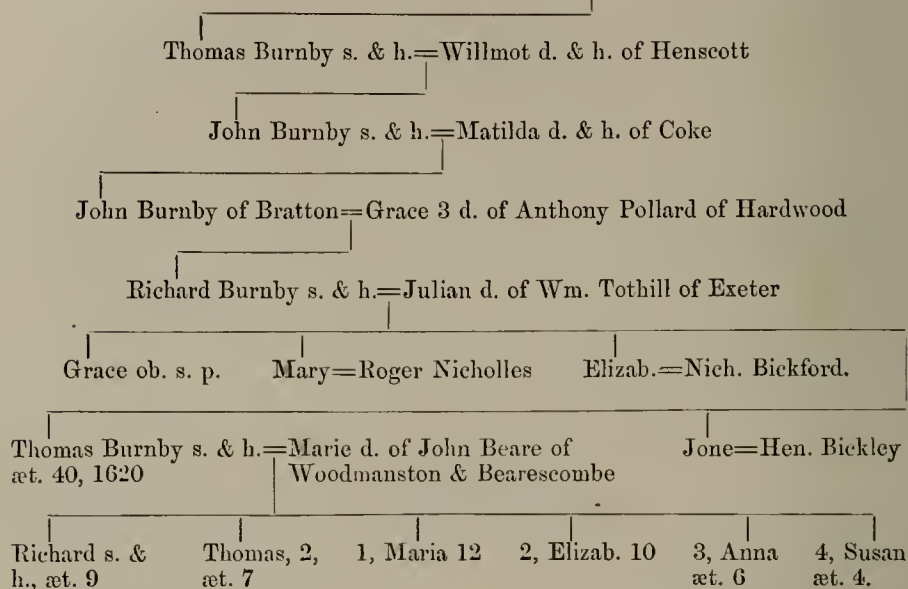 Thomas Burnby s. & h.=Willmot d. & h. of Henscott
John Burnby s. & h.=Matilda d. & h. of Coke
John Burnby of Bratton=Grace 3 d. of Anthony Pollard of Hardwood
Richard Burnby s. & h.=Julian d. of Wm. Tothill of Exeter
Grace ob. s. p. Mary=Roger Nicholles Elizab.=Nich. Bickford.
Thomas Burnby s. & h.=Marie d. of John Beare of Jone=Hen. Bickley
æt. 40, 1620 Woodmanston & Bearescombe
Richard s. & Thomas, 2, 1, Maria 12 2, Elizab. 10 3, Anna 4, Susan
h., æt. 9 æt. 7 æt. 6 æt. 4.